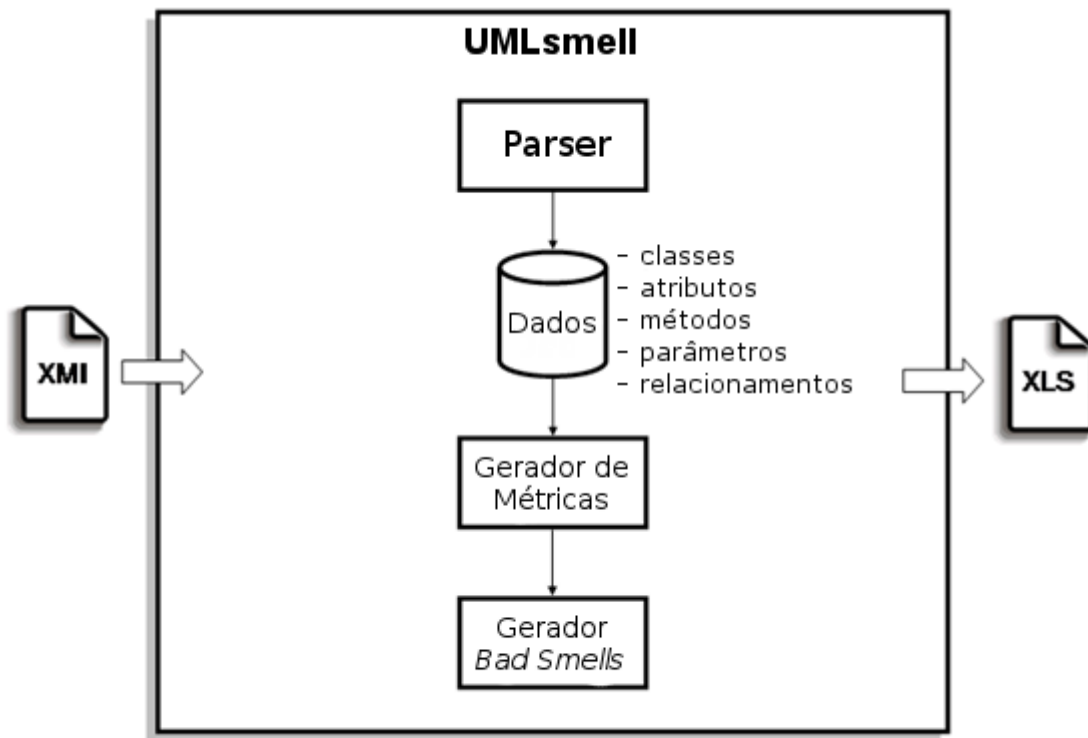 UMLsmell
Parser
Dados
- classes
- atributos
- métodos
- parâmetros
- relacionamentos
XMI
XLS
Gerador de
Métricas
Gerador
Bad Smells